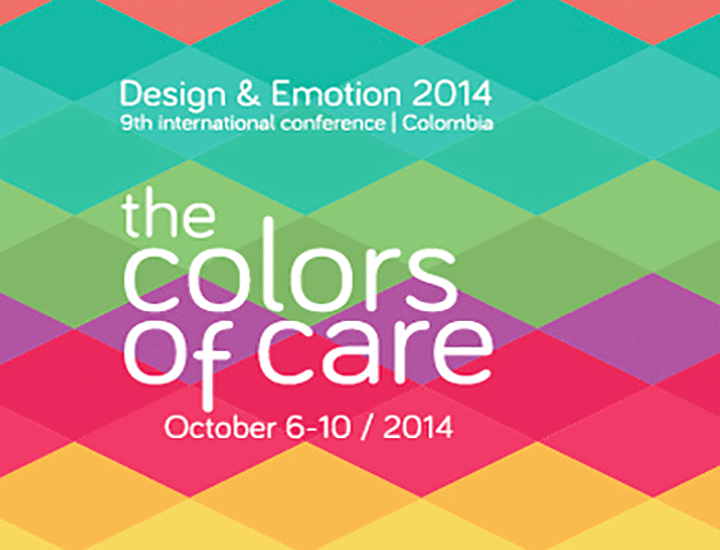 Design & Emotion 2014
9th international conference | Colombia
the
colors
of care
October 6-10 / 2014